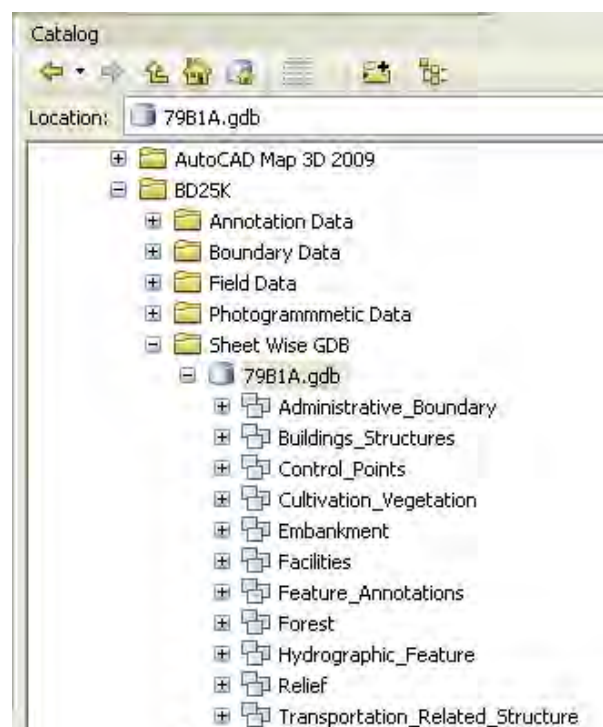 Catalog
Location: 79B1A.gdb
AutoCAD Map 3D 2009
BD25K
Annotation Data
Boundary Data
Field Data
Photogrammmetic Data
Sheet Wise GDB
79B1A.gdb
Administrative_Boundary
Buildings_Structures
Control_Points
Cultivation_Vegetation
Embankment
Facilities
Feature_Annotations
Forest
Hydrographic_Feature
Relief
Transportation_Related_Structure